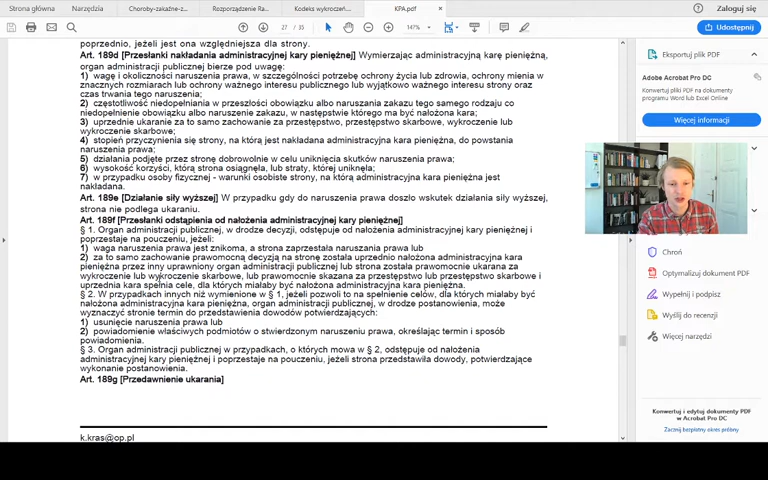 Strona główna Narzędzia Choroby-zakaźne-z... Rozporządzenie Ra... Kodeks wykroczeń... KPA.pdf × ? Zaloguj się
27 / 35 147% Udostępnij
poprzednio, jeżeli jest ona względniejsza dla strony.
Art. 189d [Przesłanki nakładania administracyjnej kary pieniężnej] Wymierzając administracyjną karę pieniężną,
organ administracji publicznej bierze pod uwagę:
1) wagę i okoliczności naruszenia prawa, w szczególności potrzebę ochrony życia lub zdrowia, ochrony mienia w
znacznych rozmiarach lub ochrony ważnego interesu publicznego lub wyjątkowo ważnego interesu strony oraz
czas trwania tego naruszenia;
2) częstotliwość niedopełniania w przeszłości obowiązku albo naruszania zakazu tego samego rodzaju co
niedopełnienie obowiązku albo naruszenie zakazu, w następstwie którego ma być nałożona kara;
3) uprzednie ukaranie za to samo zachowanie za przestępstwo, przestępstwo skarbowe, wykroczenie lub
wykroczenie skarbowe;
4) stopień przyczynienia się strony, na którą jest nakładana administracyjna kara pieniężna, do powstania
naruszenia prawa;
5) działania podjęte przez stronę dobrowolnie w celu uniknięcia skutków naruszenia prawa;
6) wysokość korzyści, którą strona osiągnęła, lub straty, której uniknęła;
7) w przypadku osoby fizycznej - warunki osobiste strony, na którą administracyjna kara pieniężna jest
nakładana.
Art. 189e [Działanie siły wyższej] W przypadku gdy do naruszenia prawa doszło wskutek działania siły wyższej,
strona nie podlega ukaraniu.
Art. 189f [Przesłanki odstąpienia od nałożenia administracyjnej kary pieniężnej]
§ 1. Organ administracji publicznej, w drodze decyzji, odstępuje od nałożenia administracyjnej kary pieniężnej i
poprzestaje na pouczeniu, jeżeli:
1) waga naruszenia prawa jest znikoma, a strona zaprzestała naruszania prawa lub
2) za to samo zachowanie prawomocną decyzją na stronę została uprzednio nałożona administracyjna kara
pieniężna przez inny uprawniony organ administracji publicznej lub strona została prawomocnie ukarana za
wykroczenie lub wykroczenie skarbowe, lub prawomocnie skazana za przestępstwo lub przestępstwo skarbowe i
uprzednia kara spełnia cele, dla których miałaby być nałożona administracyjna kara pieniężna.
§ 2. W przypadkach innych niż wymienione w § 1, jeżeli pozwoli to na spełnienie celów, dla których miałaby być
nałożona administracyjna kara pieniężna, organ administracji publicznej, w drodze postanowienia, może
wyznaczyć stronie termin do przedstawienia dowodów potwierdzających:
1) usunięcie naruszenia prawa lub
2) powiadomienie właściwych podmiotów o stwierdzonym naruszeniu prawa, określając termin i sposób
powiadomienia.
§ 3. Organ administracji publicznej w przypadkach, o których mowa w § 2, odstępuje od nałożenia
administracyjnej kary pieniężnej i poprzestaje na pouczeniu, jeżeli strona przedstawiła dowody, potwierdzające
wykonanie postanowienia.
Art. 189g [Przedawnienie ukarania]
k.kras@op.pl
Eksportuj plik PDF
Adobe Acrobat Pro DC
Konwertuj pliki PDF na dokumenty
programu Word lub Excel Online
Więcej informacji
Chroń
Optymalizuj dokument PDF
Wypełnij i podpisz
Wyślij do recenzji
Więcej narzędzi
Konwertuj i edytuj dokumenty PDF
w Acrobat Pro DC
Zacznij bezpłatny okres próbny